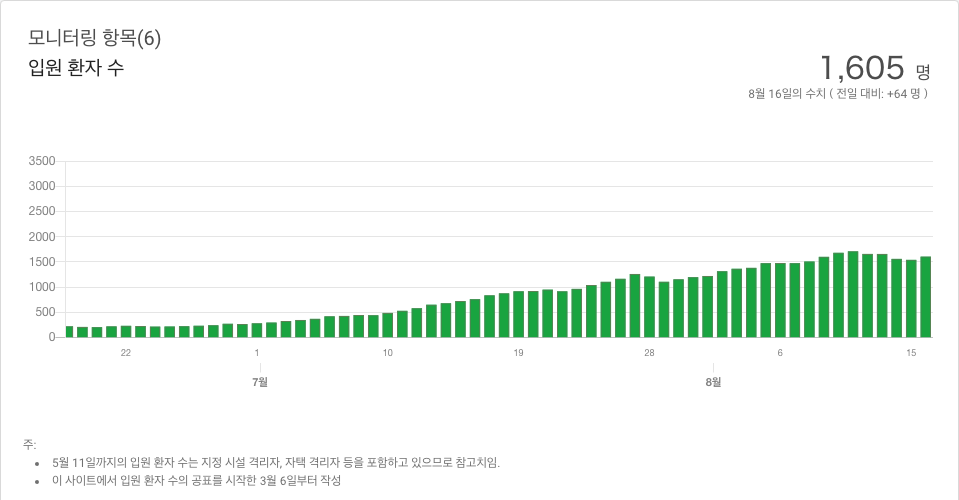 모니터링 항목(6)
입원 환자 수
1,605 명
8월 16일의 수치 ( 전일 대비: +64 명 )
3500
3000
2500
2000
1500
1000
500
0
22 1 10 19 28 6 15
7월 8월
주:
• 5월 11일까지의 입원 환자 수는 지정 시설 격리자, 자택 격리자 등을 포함하고 있으므로 참고치임.
• 이 사이트에서 입원 환자 수의 공표를 시작한 3월 6일부터 작성